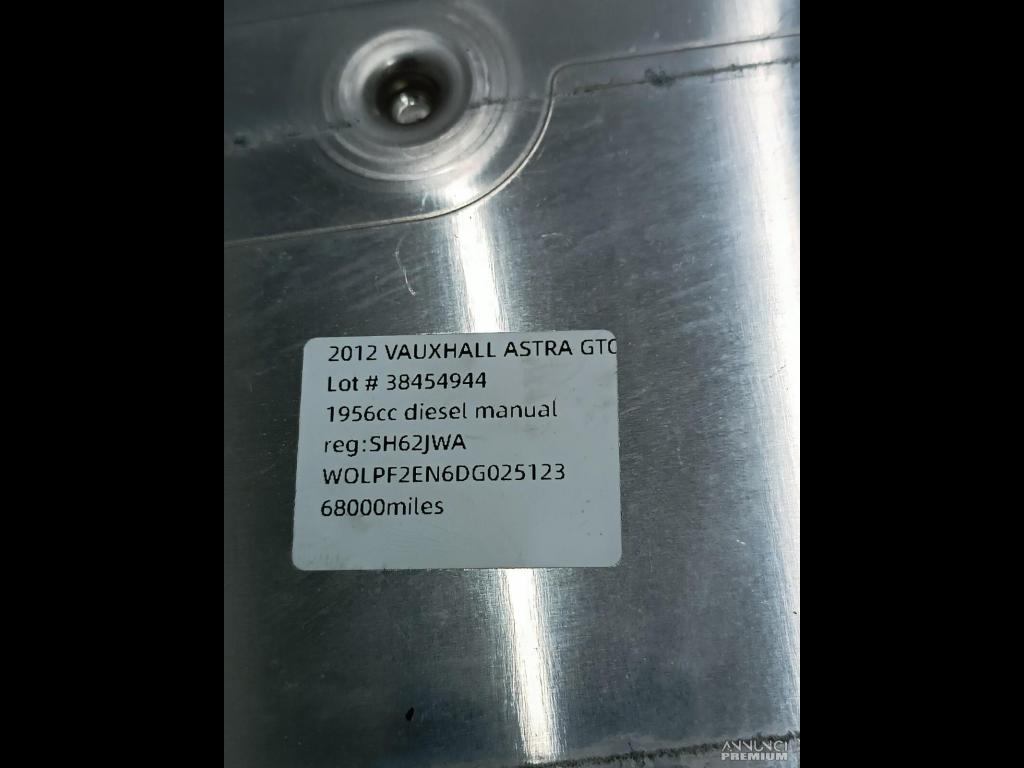 2012 VAUXHALL ASTRA GTC
Lot # 38454944
1956cc diesel manual
reg:SH62JWA
WOLPF2EN6DG025123
68000miles
ANNUNCI
PREMIUM